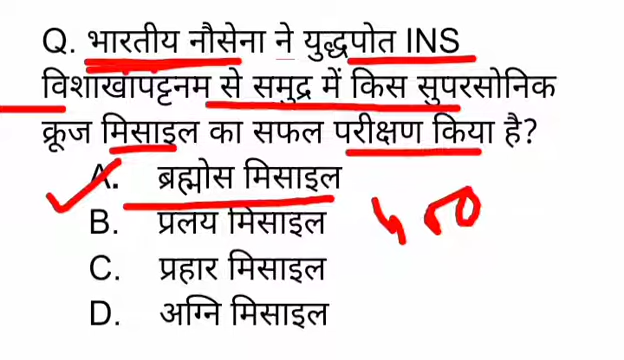 Q. भारतीय नौसेना ने युद्धपोत INS
विशाखापट्टनम से समुद्र में किस सुपरसोनिक
क्रूज मिसाइल का सफल परीक्षण किया है?
A. ब्रह्मोस मिसाइल
B. प्रलय मिसाइल
C. प्रहार मिसाइल
D. अग्नि मिसाइल